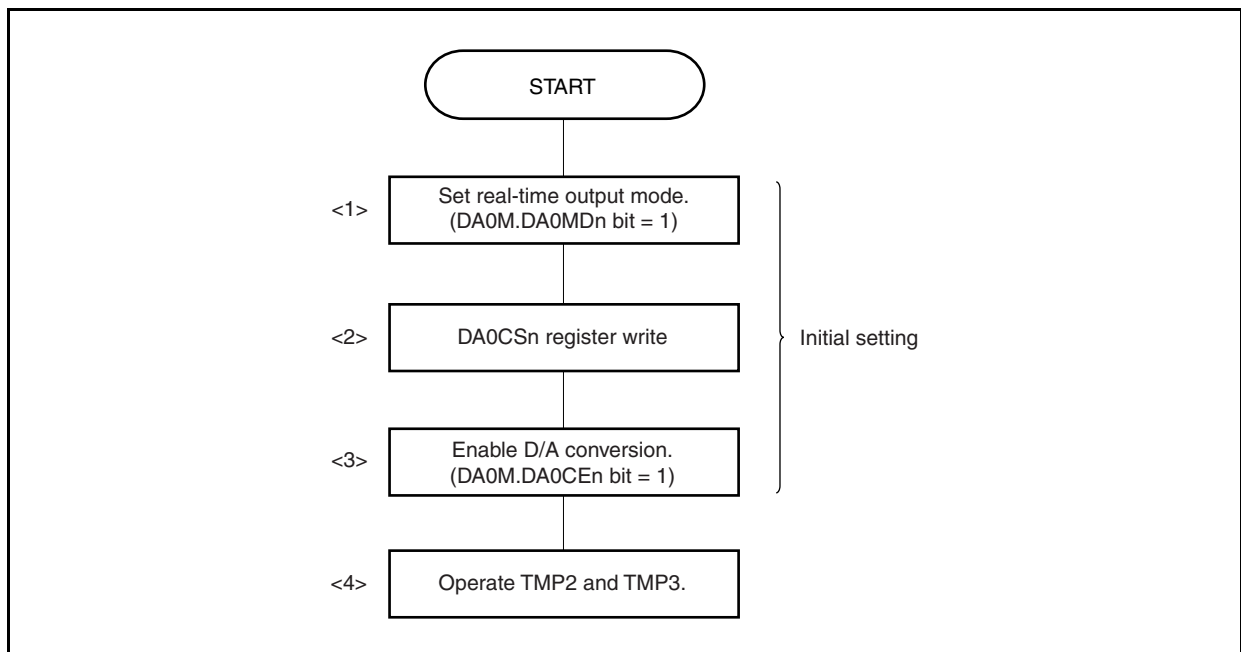 START
<1>
Set real-time output mode.
(DA0M.DA0MDn bit = 1)
<2>
DA0CSn register write
Initial setting
<3>
Enable D/A conversion.
(DA0M.DA0CEn bit = 1)
<4>
Operate TMP2 and TMP3.